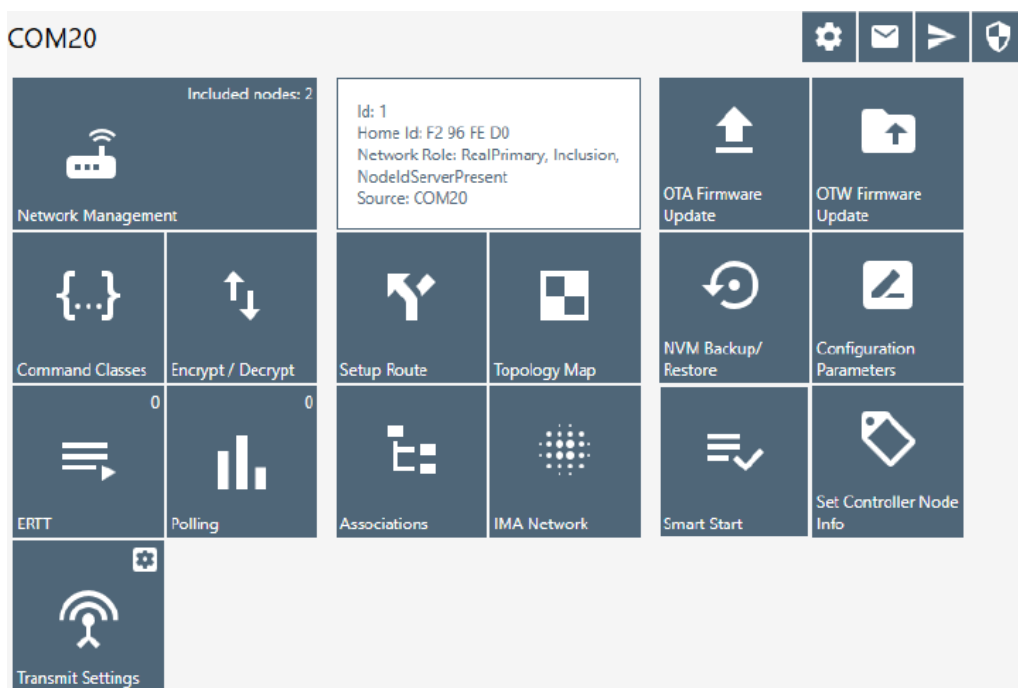 COM20
Included nodes: 2
Network Management
Id: 1
Home Id: F2 96 FE D0
Network Role: RealPrimary, Inclusion,
NodeIdServerPresent
Source: COM20
OTA Firmware
Update
OTW Firmware
Update
{...}
Command Classes
Encrypt / Decrypt
Setup Route
Topology Map
NVM Backup/
Restore
Configuration
Parameters
0
ERTT
0
Polling
Associations
IMA Network
Smart Start
Set Controller Node
Info
Transmit Settings